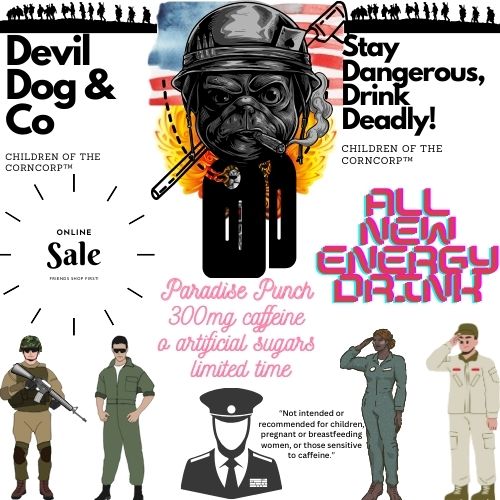 Devil
Dog &
Co
CHILDREN OF THE
CORNCORP™
Stay
Dangerous,
Drink
Deadly!
CHILDREN OF THE
CORNCORP™
ONLINE
Sale
FRIENDS SHOP FIRST!
ALL
NEW
ENERGY
DRINK
Paradise Punch
300mg caffeine
0 artificial sugars
limited time
"Not intended or
recommended for children,
pregnant or breastfeeding
women, or those sensitive
to caffeine."